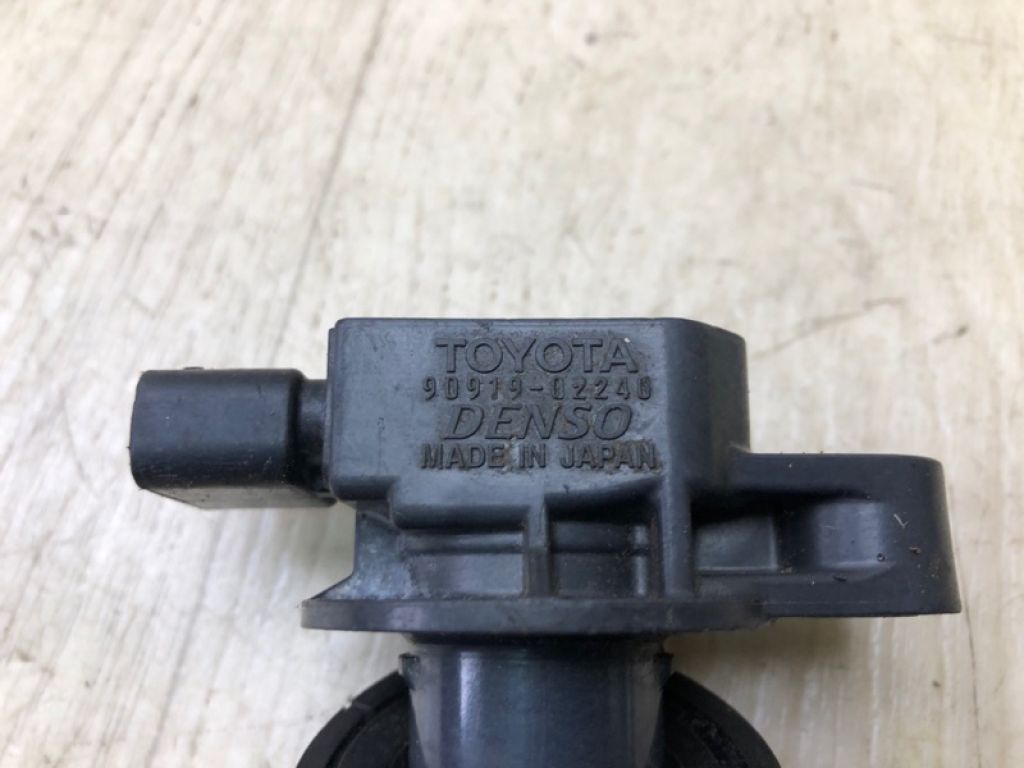 TOYOTA
90919-02240
DENSO
MADE IN JAPAN